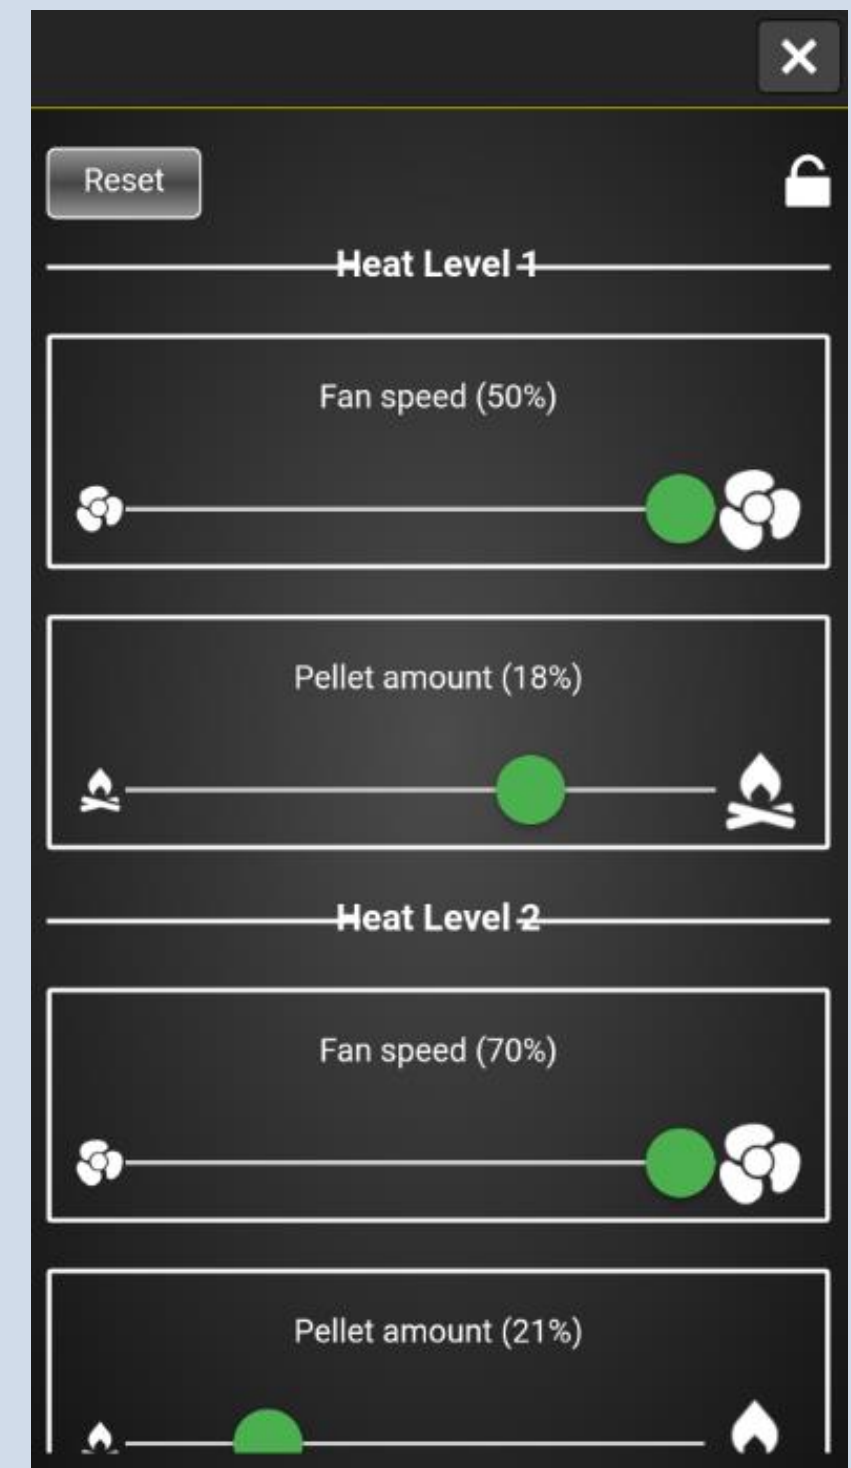 Reset
Heat Level 1
Fan speed (50%)
Pellet amount (18%)
Heat Level 2
Fan speed (70%)
Pellet amount (21%)